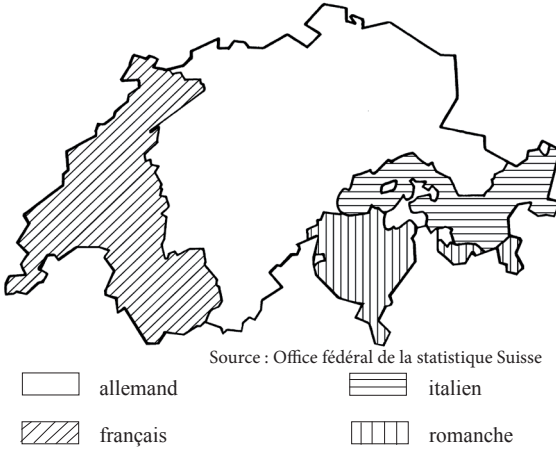 Source : Office fédéral de la statistique Suisse
allemand
italien
français
romanche